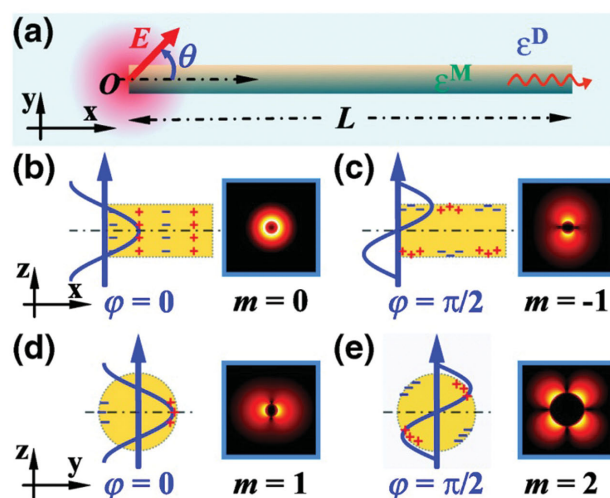 (a)
E
θ
O
ε^D
ε^M
y
x
L
(b)
(c)
z
x
φ = 0
m = 0
φ = π/2
m = -1
(d)
(e)
z
y
φ = 0
m = 1
φ = π/2
m = 2